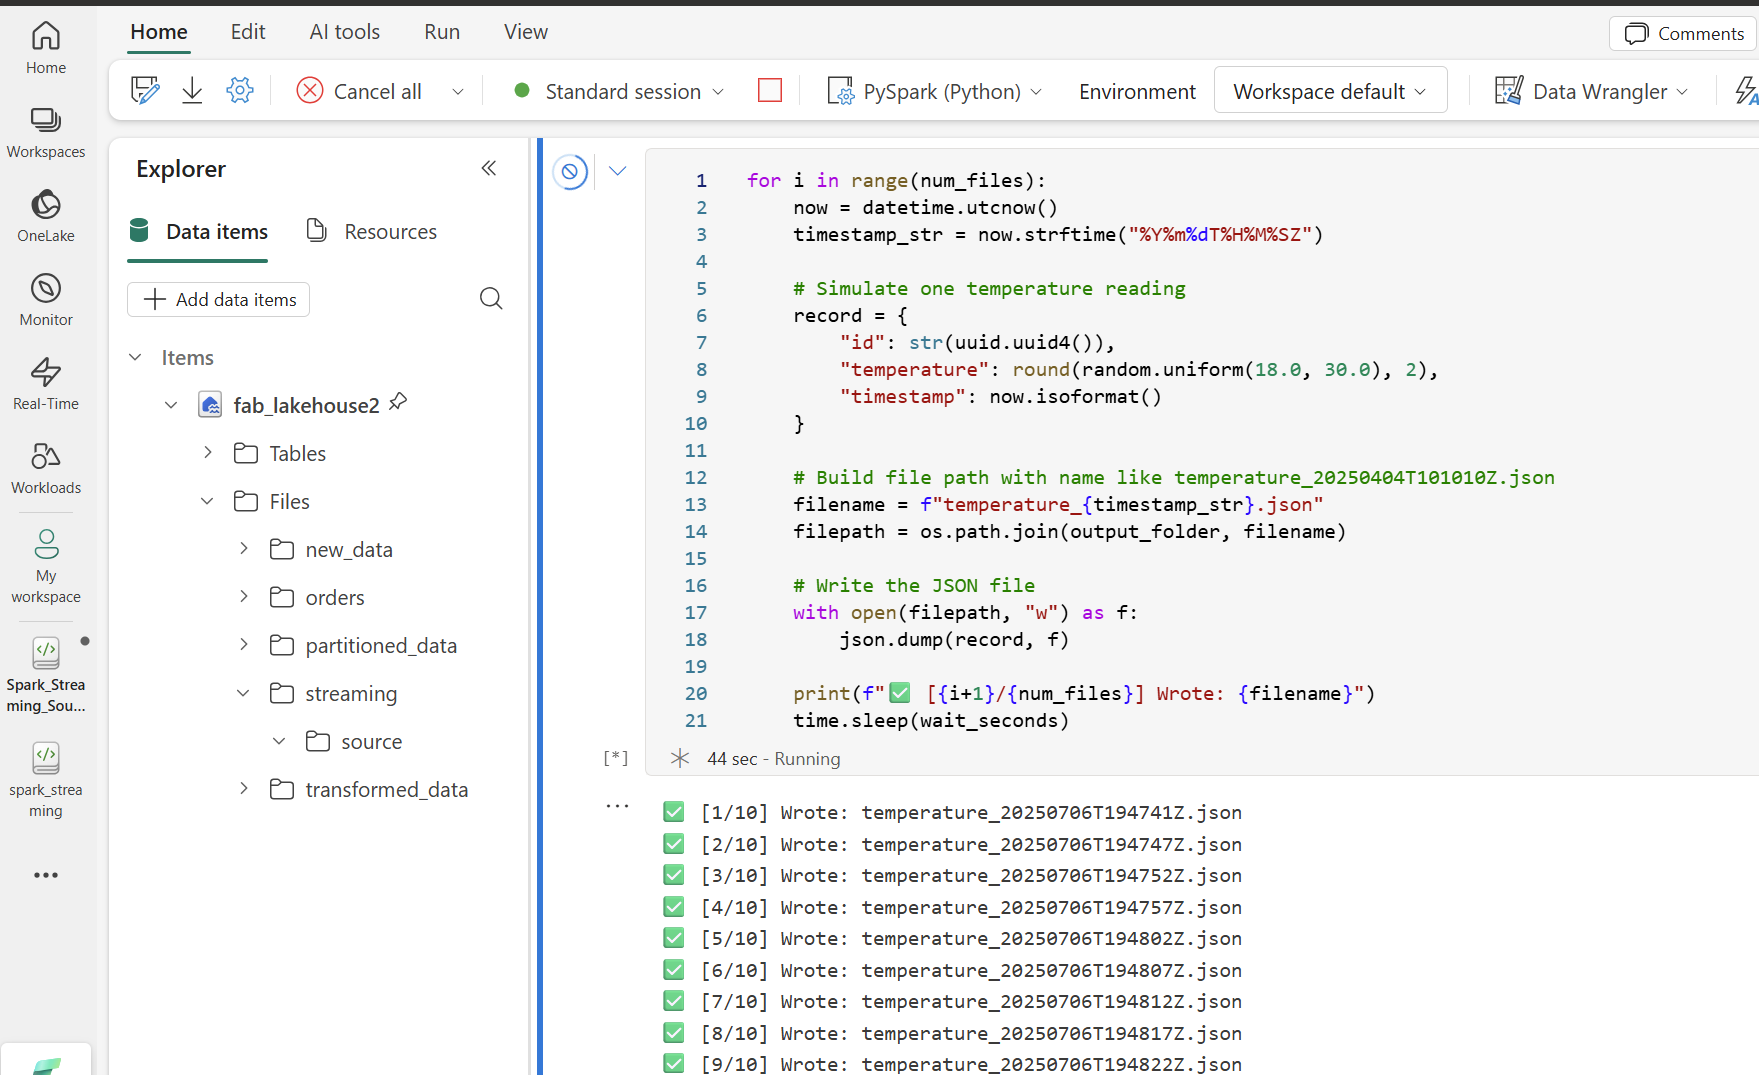 Home
Edit
AI tools
Run
View
Comments
Home
Workspaces
OneLake
Monitor
Real-Time
Workloads
My
workspace
Spark_Strea
ming_Sou...
spark_strea
ming
Cancel all
Standard session
PySpark (Python)
Environment
Workspace default
Data Wrangler
Explorer
Data items
Resources
Add data items
Items
fab_lakehouse2
Tables
Files
new_data
orders
partitioned_data
streaming
source
transformed_data
1 for i in range(num_files):
2     now = datetime.utcnow()
3     timestamp_str = now.strftime("%Y%m%dT%H%M%SZ")
4
5     # Simulate one temperature reading
6     record = {
7         "id": str(uuid.uuid4()),
8         "temperature": round(random.uniform(18.0, 30.0), 2),
9         "timestamp": now.isoformat()
10     }
11
12     # Build file path with name like temperature_20250404T101010Z.json
13     filename = f"temperature_{timestamp_str}.json"
14     filepath = os.path.join(output_folder, filename)
15
16     # Write the JSON file
17     with open(filepath, "w") as f:
18         json.dump(record, f)
19
20     print(f"✅ [{i+1}/{num_files}] Wrote: {filename}")
21     time.sleep(wait_seconds)
[*] 44 sec - Running
✅ [1/10] Wrote: temperature_20250706T194741Z.json
✅ [2/10] Wrote: temperature_20250706T194747Z.json
✅ [3/10] Wrote: temperature_20250706T194752Z.json
✅ [4/10] Wrote: temperature_20250706T194757Z.json
✅ [5/10] Wrote: temperature_20250706T194802Z.json
✅ [6/10] Wrote: temperature_20250706T194807Z.json
✅ [7/10] Wrote: temperature_20250706T194812Z.json
✅ [8/10] Wrote: temperature_20250706T194817Z.json
✅ [9/10] Wrote: temperature_20250706T194822Z.json